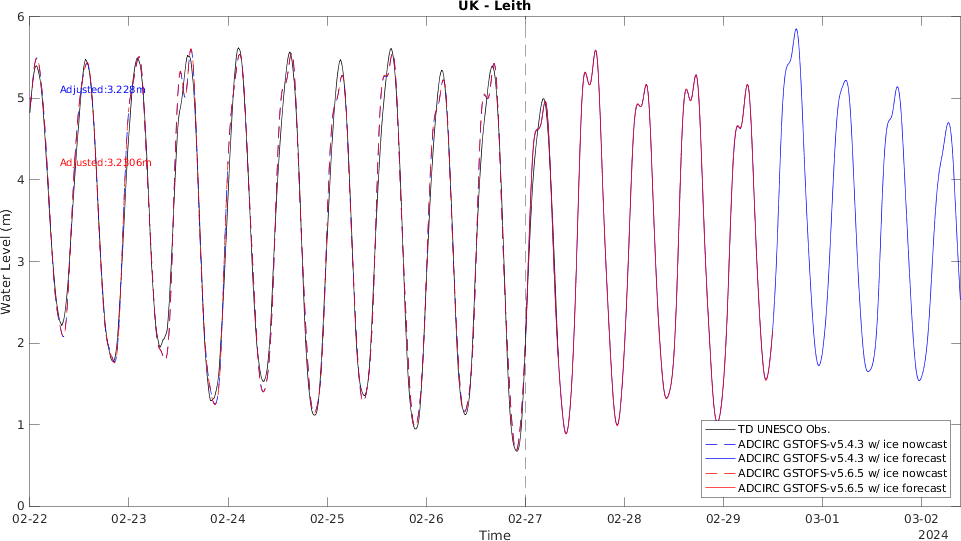 UK - Leith
6
5
4
3
2
1
0
Water Level (m)
Adjusted:3.228m
Adjusted:3.2306m
TD UNESCO Obs.
ADCIRC GSTOFS-v5.4.3 w/ ice nowcast
ADCIRC GSTOFS-v5.4.3 w/ ice forecast
ADCIRC GSTOFS-v5.6.5 w/ ice nowcast
ADCIRC GSTOFS-v5.6.5 w/ ice forecast
02-22 02-23 02-24 02-25 02-26 02-27 02-28 02-29 03-01 03-02
Time
2024